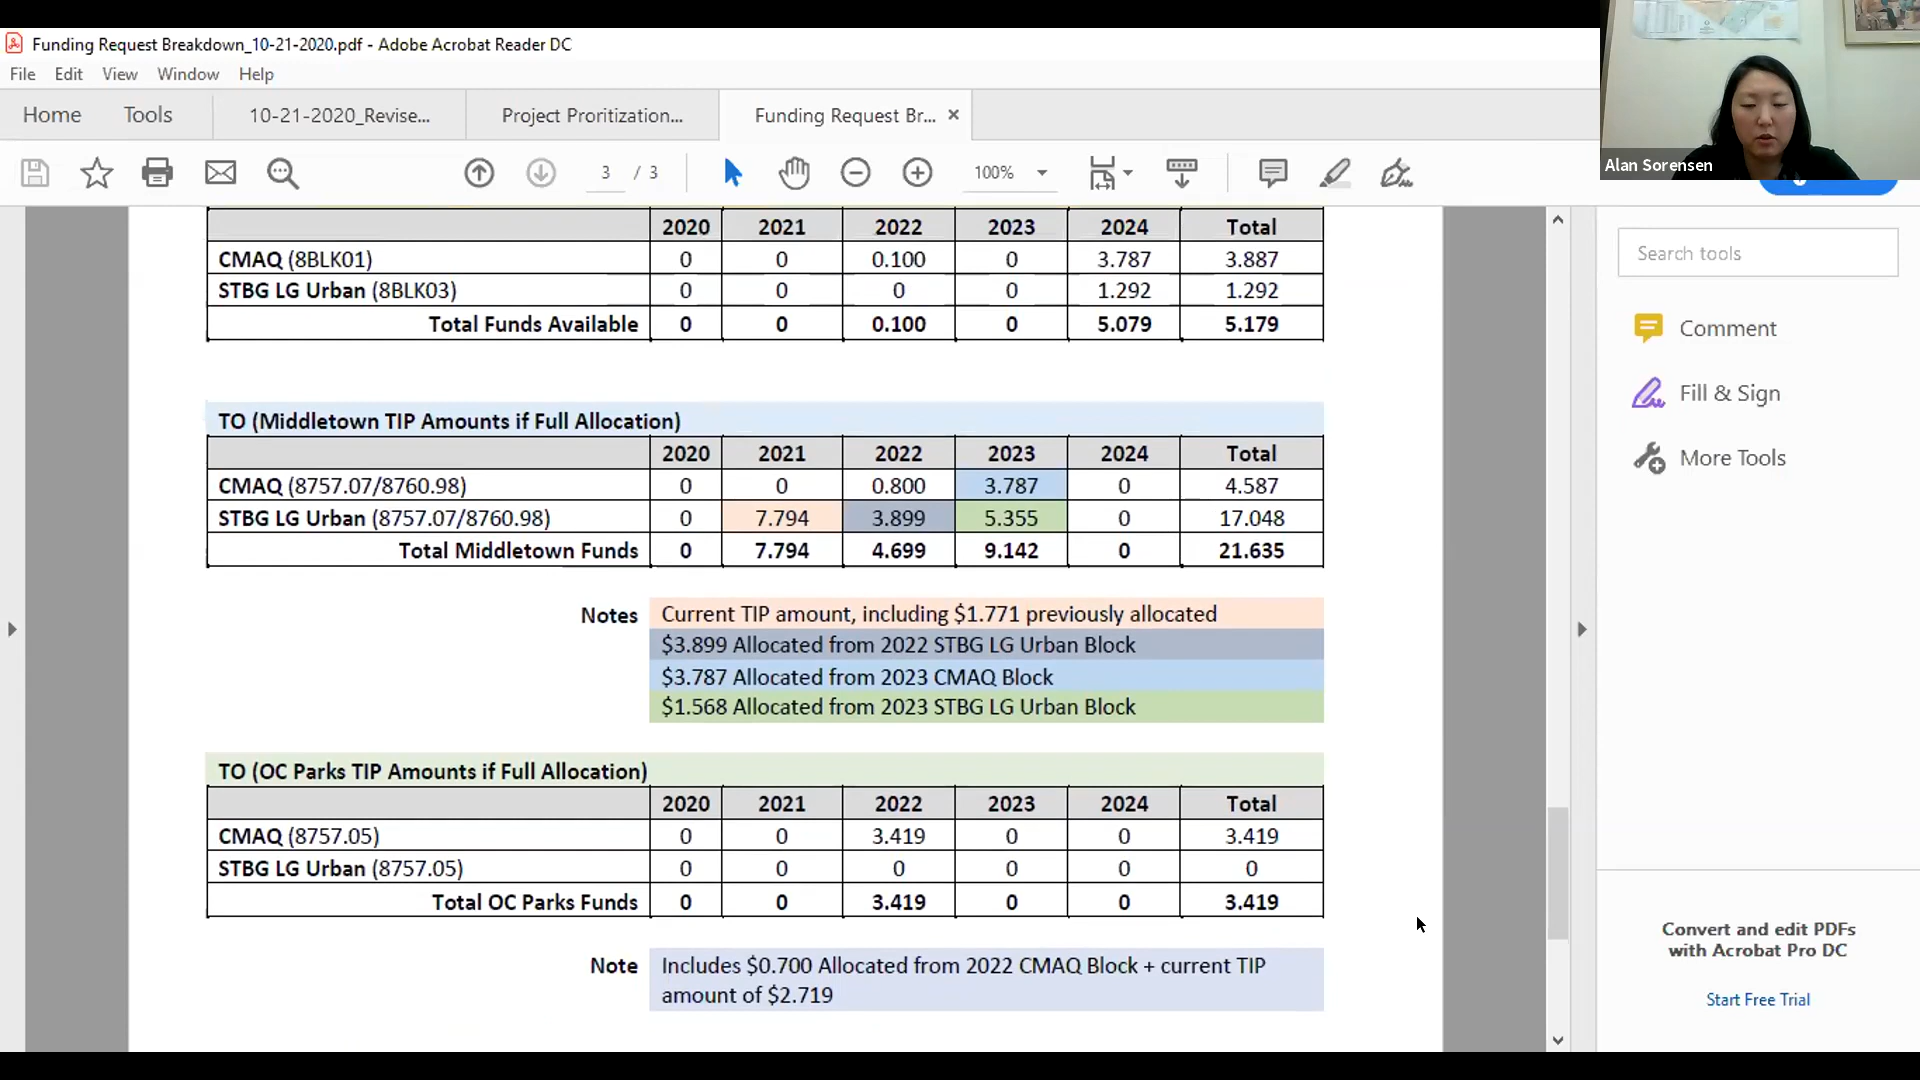 Funding Request Breakdown_10-21-2020.pdf - Adobe Acrobat Reader DC
File Edit View Window Help
Home Tools 10-21-2020_Revise... Project Proritization... Funding Request Br... ×
3 / 3 100%
Alan Sorensen
2020 2021 2022 2023 2024 Total
CMAQ (8BLK01) 0 0 0.100 0 3.787 3.887
STBG LG Urban (8BLK03) 0 0 0 0 1.292 1.292
Total Funds Available 0 0 0.100 0 5.079 5.179
TO (Middletown TIP Amounts if Full Allocation)
2020 2021 2022 2023 2024 Total
CMAQ (8757.07/8760.98) 0 0 0.800 3.787 0 4.587
STBG LG Urban (8757.07/8760.98) 0 7.794 3.899 5.355 0 17.048
Total Middletown Funds 0 7.794 4.699 9.142 0 21.635
Notes Current TIP amount, including $1.771 previously allocated
$3.899 Allocated from 2022 STBG LG Urban Block
$3.787 Allocated from 2023 CMAQ Block
$1.568 Allocated from 2023 STBG LG Urban Block
TO (OC Parks TIP Amounts if Full Allocation)
2020 2021 2022 2023 2024 Total
CMAQ (8757.05) 0 0 3.419 0 0 3.419
STBG LG Urban (8757.05) 0 0 0 0 0 0
Total OC Parks Funds 0 0 3.419 0 0 3.419
Note Includes $0.700 Allocated from 2022 CMAQ Block + current TIP
amount of $2.719
Search tools
Comment
Fill & Sign
More Tools
Convert and edit PDFs
with Acrobat Pro DC
Start Free Trial